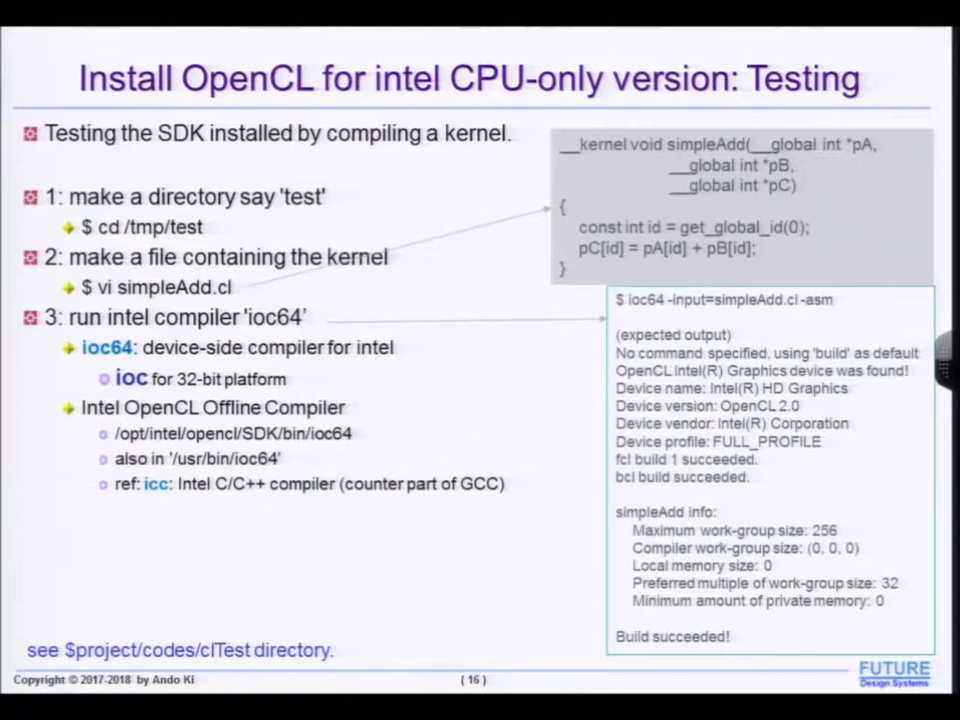 Install OpenCL for intel CPU-only version: Testing
Testing the SDK installed by compiling a kernel.
1: make a directory say 'test'
$ cd /tmp/test
2: make a file containing the kernel
$ vi simpleAdd.cl
3: run intel compiler 'ioc64'
ioc64: device-side compiler for intel
ioc for 32-bit platform
Intel OpenCL Offline Compiler
/opt/intel/opencl/SDK/bin/ioc64
also in '/usr/bin/ioc64'
ref: icc: Intel C/C++ compiler (counter part of GCC)
__kernel void simpleAdd(__global int *pA,
__global int *pB,
__global int *pC)
{
const int id = get_global_id(0);
pC[id] = pA[id] + pB[id];
}
$ ioc64 -input=simpleAdd.cl -asm
(expected output)
No command specified, using 'build' as default
OpenCL Intel(R) Graphics device was found!
Device name: Intel(R) HD Graphics
Device version: OpenCL 2.0
Device vendor: Intel(R) Corporation
Device profile: FULL_PROFILE
fcl build 1 succeeded.
bcl build succeeded.
simpleAdd info:
Maximum work-group size: 256
Compiler work-group size: (0, 0, 0)
Local memory size: 0
Preferred multiple of work-group size: 32
Minimum amount of private memory: 0
Build succeeded!
see $project/codes/clTest directory.
Copyright © 2017-2018 by Ando Ki
( 16 )
FUTURE
Design Systems